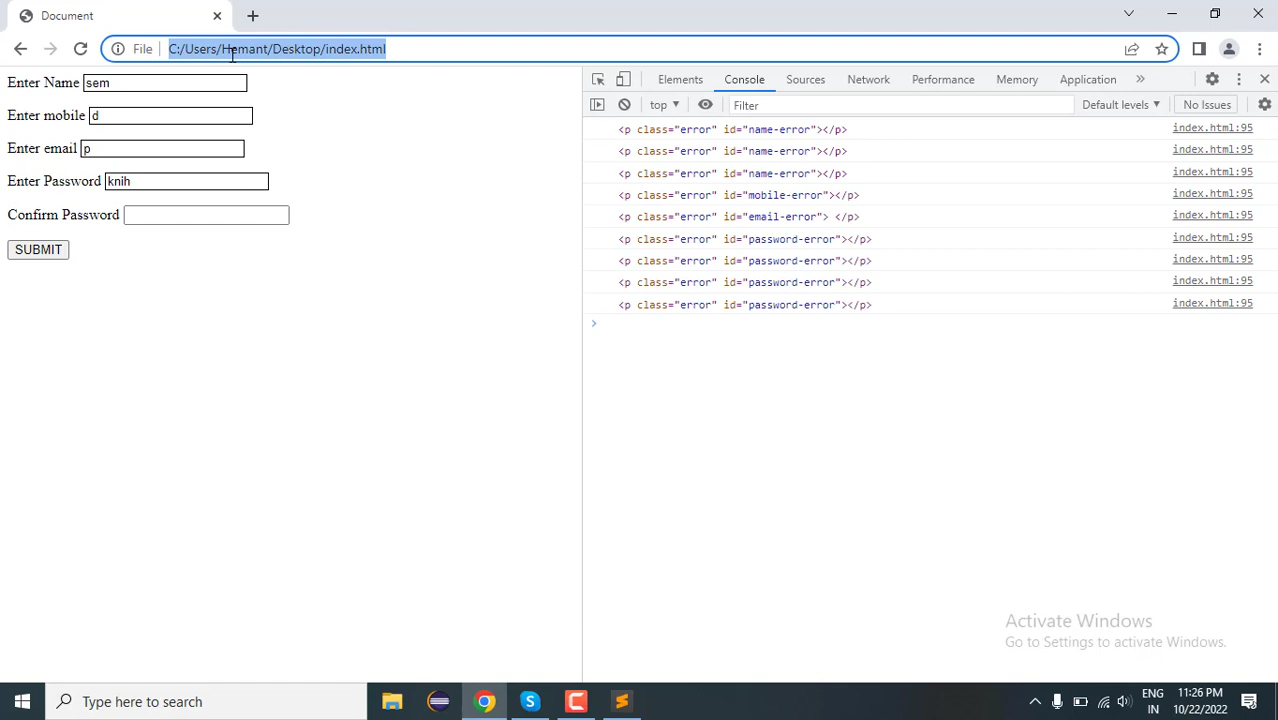 Document
File C:/Users/Hemant/Desktop/index.html
Enter Name sem
Enter mobile d
Enter email p
Enter Password knih
Confirm Password
SUBMIT
Elements Console Sources Network Performance Memory Application »
top ▼ Filter Default levels ▼ No Issues
<p class="error" id="name-error"></p> index.html:95
<p class="error" id="name-error"></p> index.html:95
<p class="error" id="name-error"></p> index.html:95
<p class="error" id="mobile-error"></p> index.html:95
<p class="error" id="email-error"> </p> index.html:95
<p class="error" id="password-error"></p> index.html:95
<p class="error" id="password-error"></p> index.html:95
<p class="error" id="password-error"></p> index.html:95
<p class="error" id="password-error"></p> index.html:95
Activate Windows
Go to Settings to activate Windows.
Type here to search
ENG
IN
11:26 PM
10/22/2022